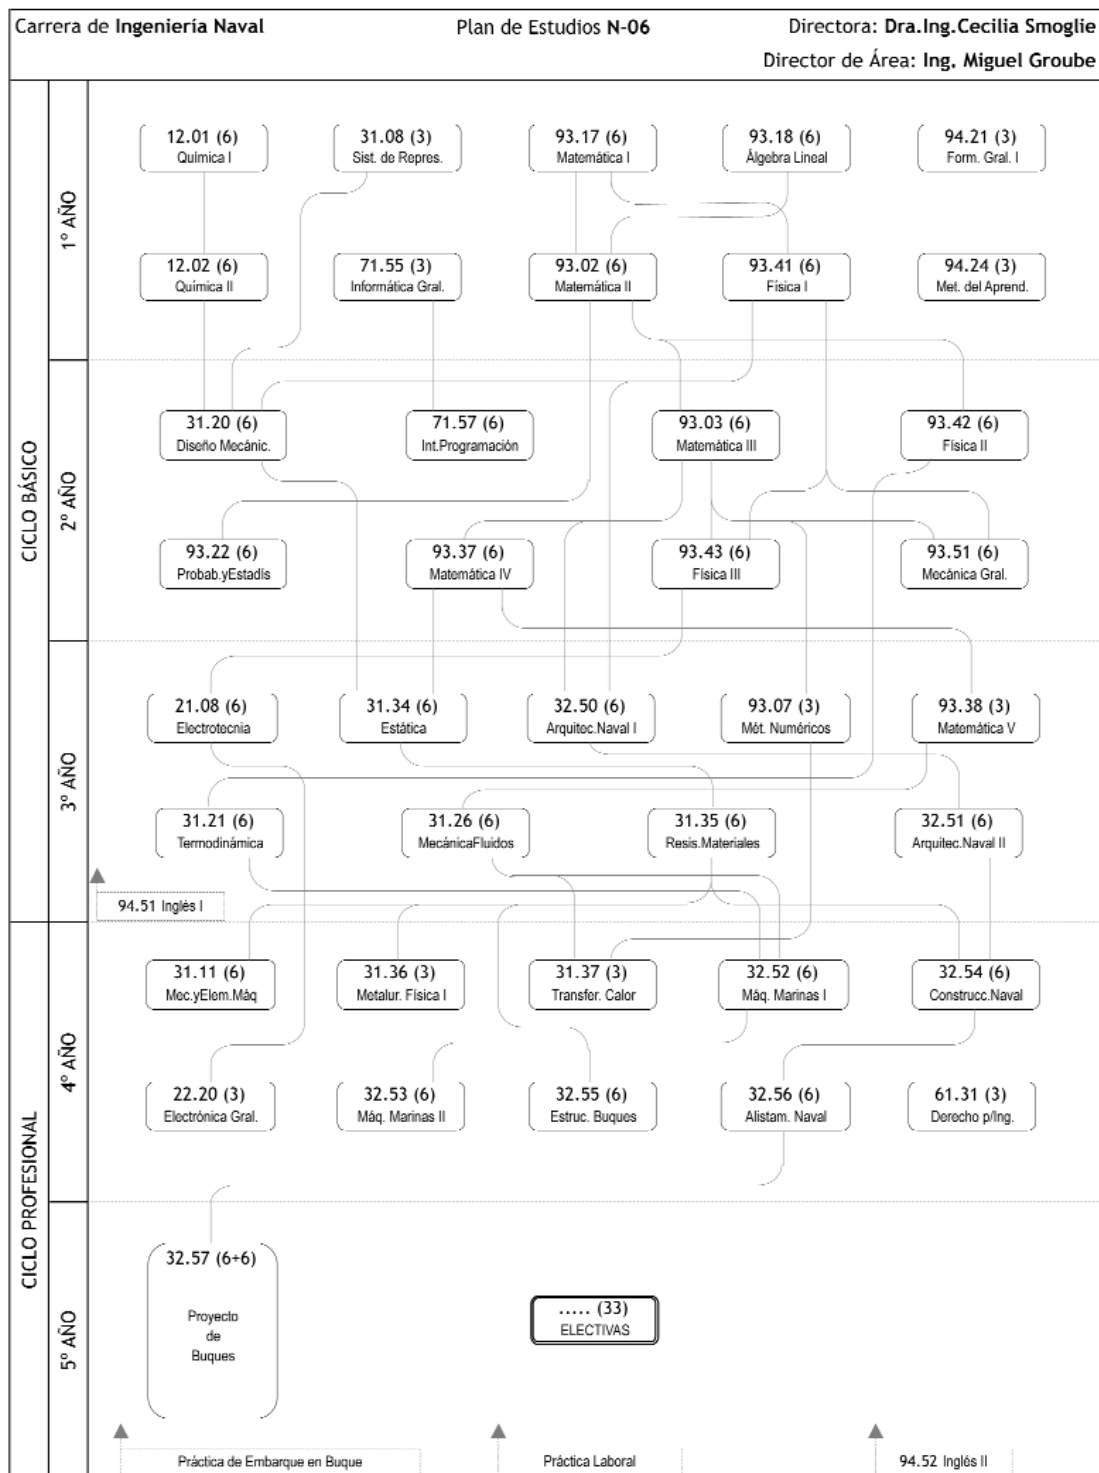 Carrera de Ingeniería Naval
Plan de Estudios N-06
Directora: Dra.Ing.Cecilia Smoglie
Director de Área: Ing. Miguel Groube
CICLO BÁSICO
1º AÑO
12.01 (6)
Química I
31.08 (3)
Sist. de Repres.
93.17 (6)
Matemática I
93.18 (6)
Álgebra Lineal
94.21 (3)
Form. Gral. I
12.02 (6)
Química II
71.55 (3)
Informática Gral.
93.02 (6)
Matemática II
93.41 (6)
Física I
94.24 (3)
Met. del Aprend.
2º AÑO
31.20 (6)
Diseño Mecánic.
71.57 (6)
Int.Programación
93.03 (6)
Matemática III
93.42 (6)
Física II
93.22 (6)
Probab.yEstadís
93.37 (6)
Matemática IV
93.43 (6)
Física III
93.51 (6)
Mecánica Gral.
3º AÑO
21.08 (6)
Electrotecnia
31.34 (6)
Estática
32.50 (6)
Arquitec.Naval I
93.07 (3)
Mét. Numéricos
93.38 (3)
Matemática V
31.21 (6)
Termodinámica
31.26 (6)
MecánicaFluidos
31.35 (6)
Resis.Materiales
32.51 (6)
Arquitec.Naval II
94.51 Inglés I
CICLO PROFESIONAL
4º AÑO
31.11 (6)
Mec.yElem.Máq
31.36 (3)
Metalur. Física I
31.37 (3)
Transfer. Calor
32.52 (6)
Máq. Marinas I
32.54 (6)
Construcc.Naval
22.20 (3)
Electrónica Gral.
32.53 (6)
Máq. Marinas II
32.55 (6)
Estruc. Buques
32.56 (6)
Alistam. Naval
61.31 (3)
Derecho p/Ing.
5º AÑO
32.57 (6+6)
Proyecto
de
Buques
..... (33)
ELECTIVAS
Práctica de Embarque en Buque
Práctica Laboral
94.52 Inglés II